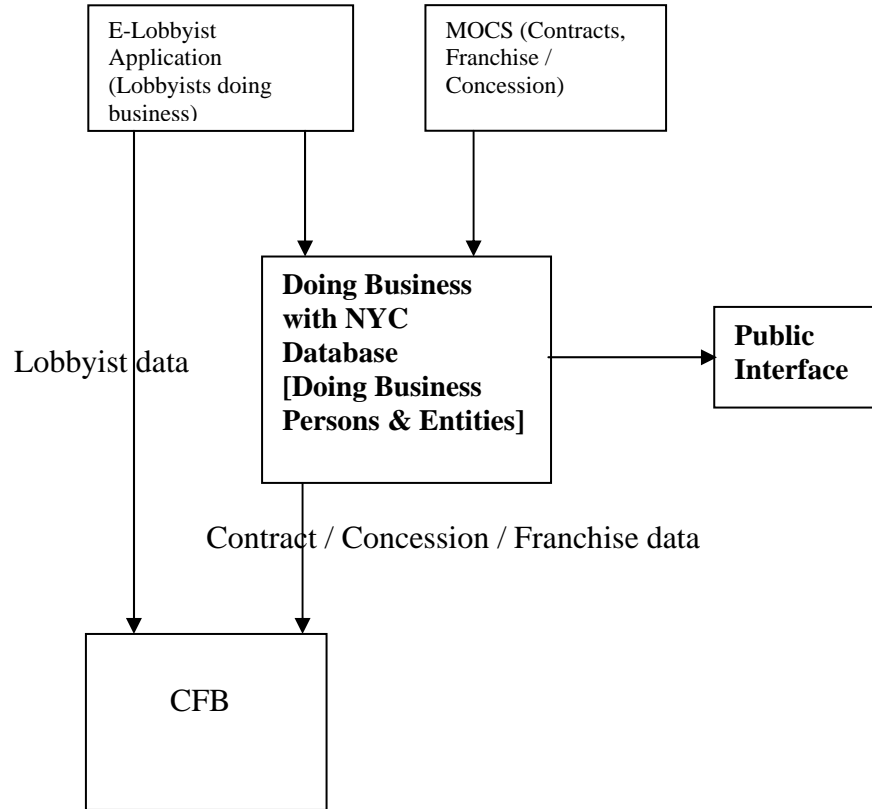 E-Lobbyist
Application
(Lobbyists doing
business)
MOCS (Contracts,
Franchise /
Concession)
Doing Business
with NYC
Database
[Doing Business
Persons & Entities]
Public
Interface
Lobbyist data
Contract / Concession / Franchise data
CFB